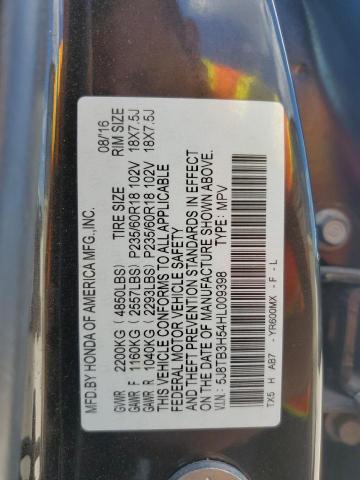 MFD.BY HONDA OF AMERICA MFG.,INC. 08/'16
TIRE SIZE RIM SIZE
GVWR 2200KG (4850LBS)
GAWR F 1160KG (2557LBS) P235/60R18 102V 18X7.5J
GAWR R 1040KG (2293LBS) P235/60R18 102V 18X7.5J
THIS VEHICLE CONFORMS TO ALL APPLICABLE
FEDERAL MOTOR VEHICLE SAFETY
AND THEFT PREVENTION STANDARDS IN EFFECT
ON THE DATE OF MANUFACTURE SHOWN ABOVE.
V.I.N.: 5J8TB3H54HL009398 TYPE: MPV
TX5 H AB7 - YR600MX - F - L